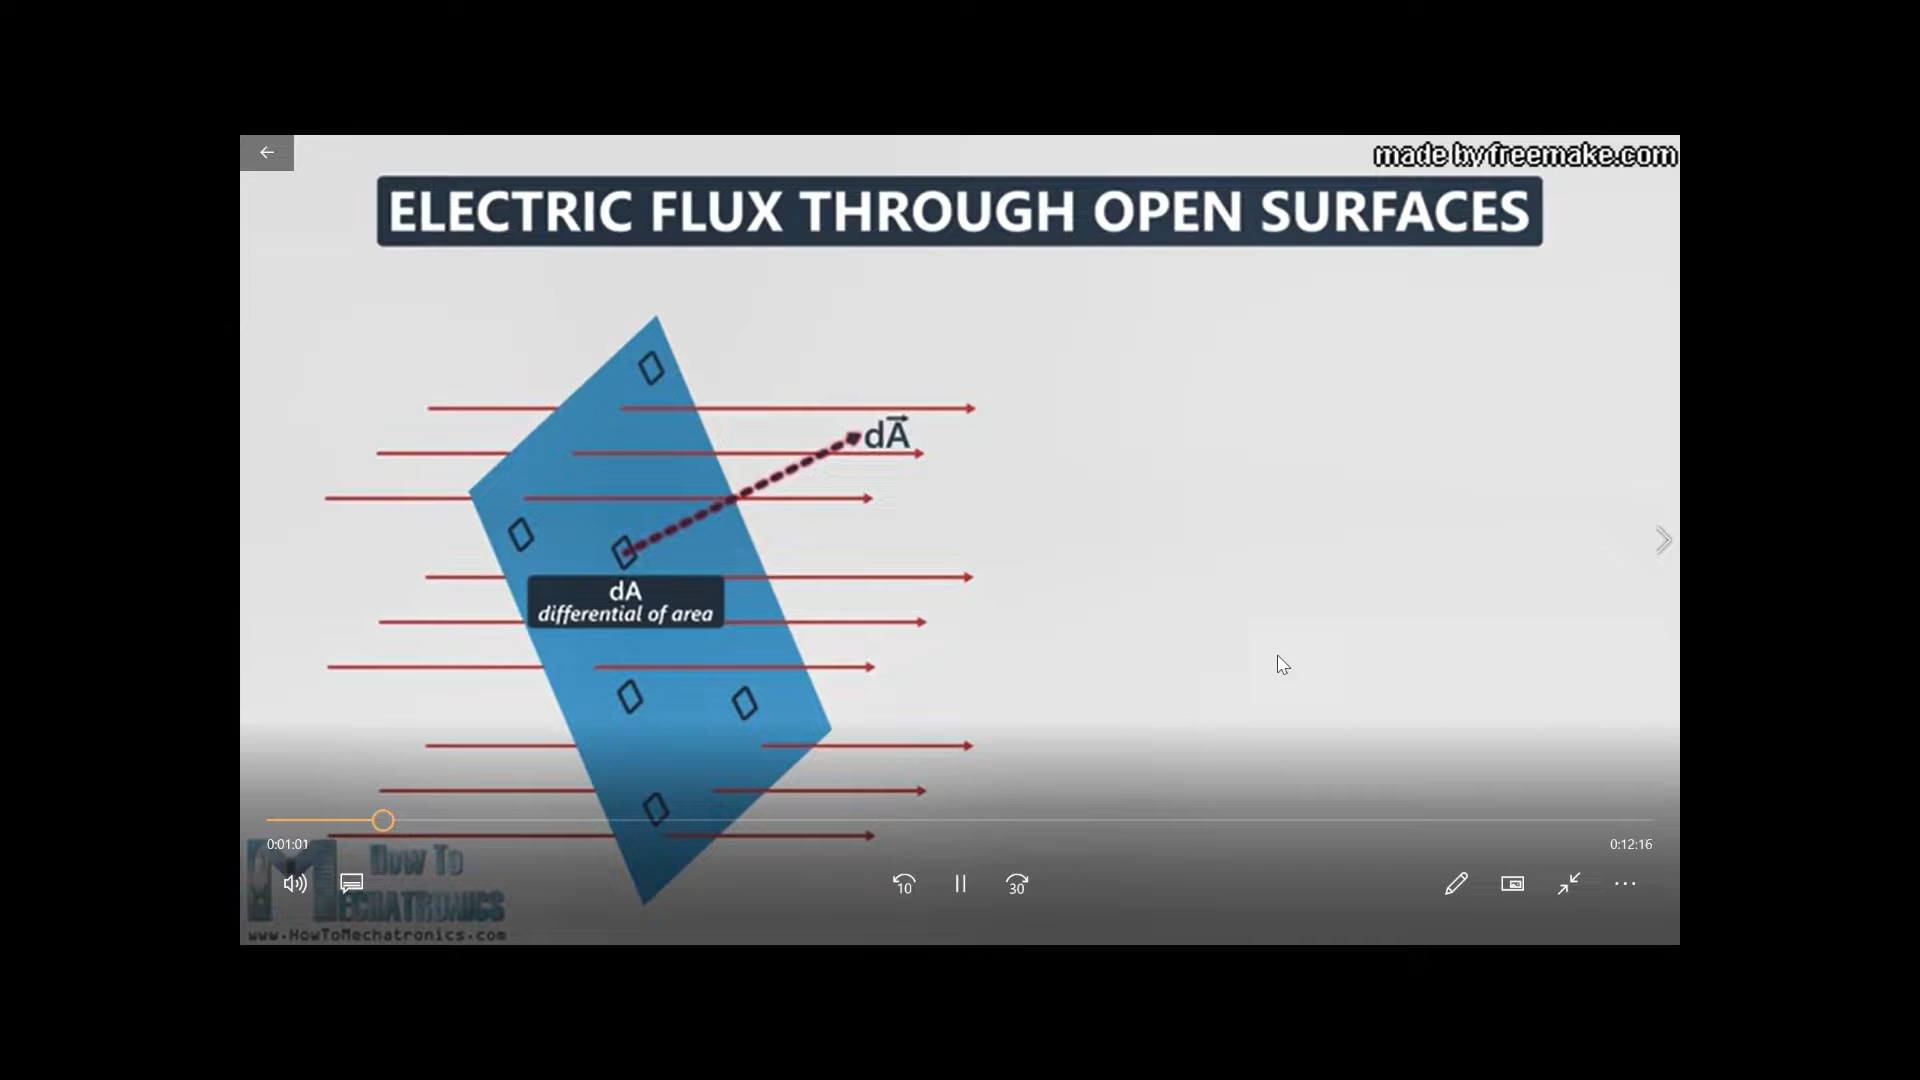 made by freemake.com
ELECTRIC FLUX THROUGH OPEN SURFACES
dA⃗
dA
differential of area
0:01:01
0:12:16
HOW TO
MECHATRONICS
10
30
www.HowToMechatronics.com